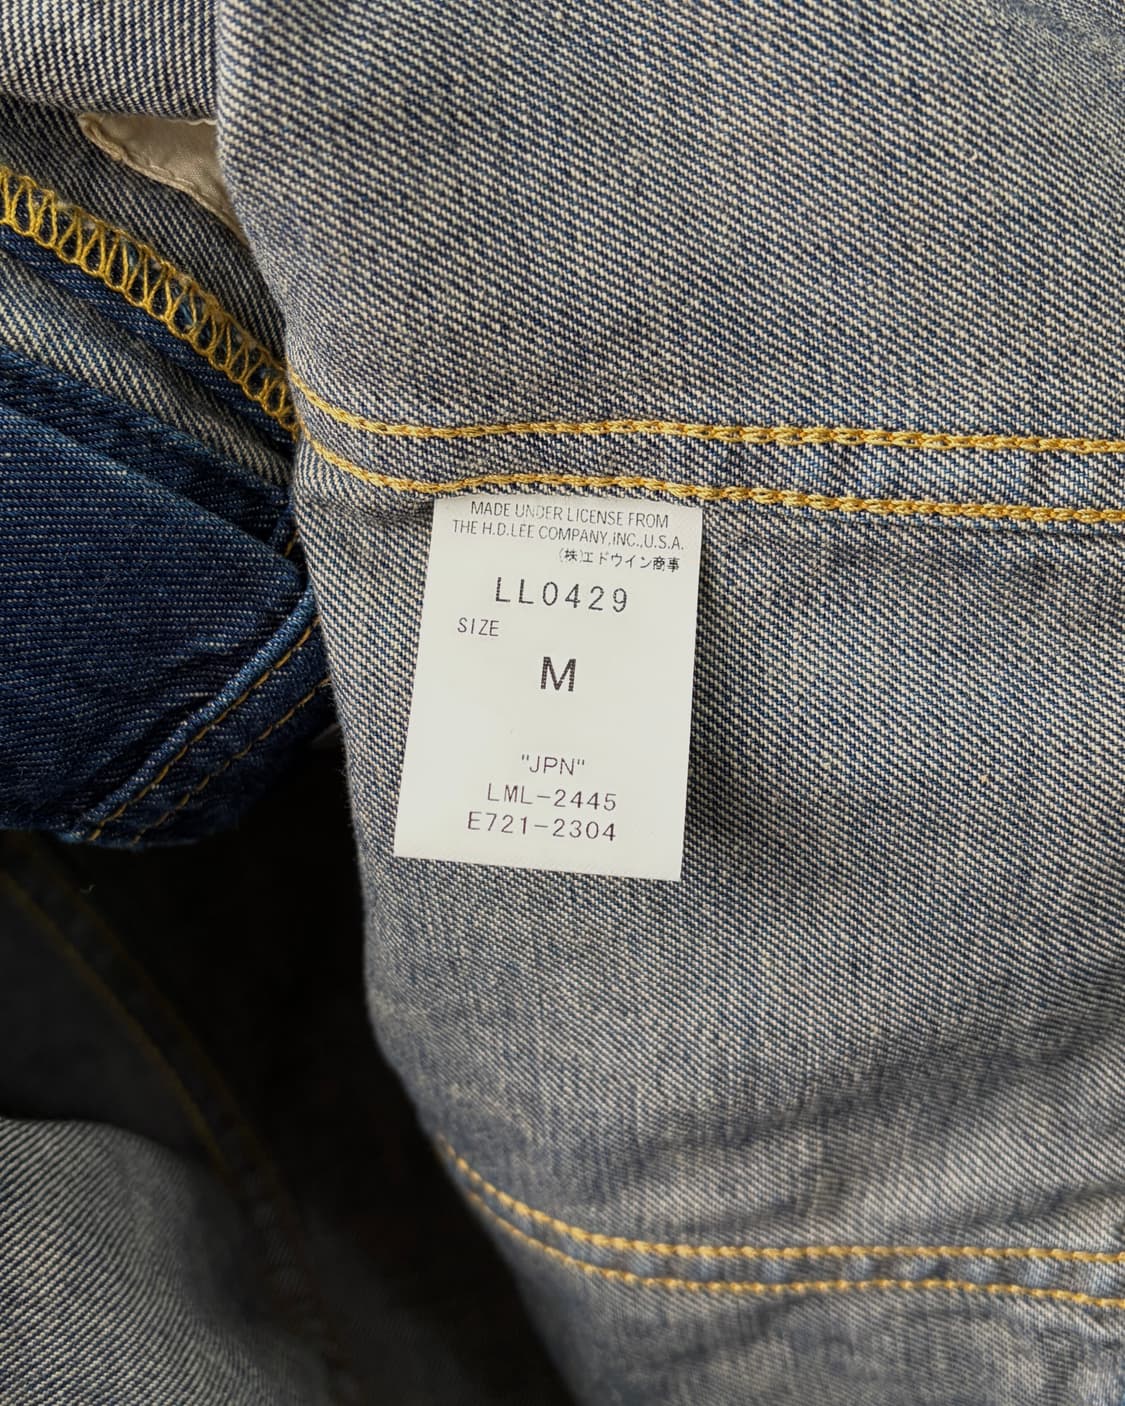 MADE UNDER LICENSE FROM
THE H.D.LEE COMPANY,INC.,U.S.A.
(株)エドウイン商事
LL0429
SIZE
M
"JPN"
LML-2445
E721-2304